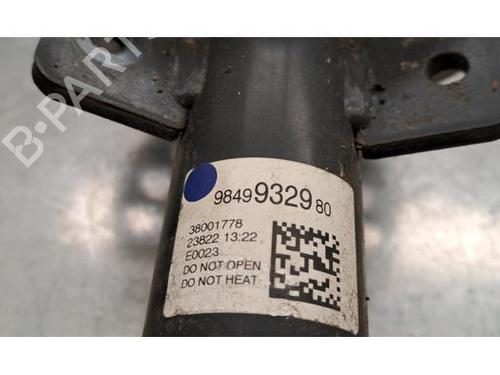 B-PARTS
9849932980
38001778
23822 13:22
E0023
DO NOT OPEN
DO NOT HEAT